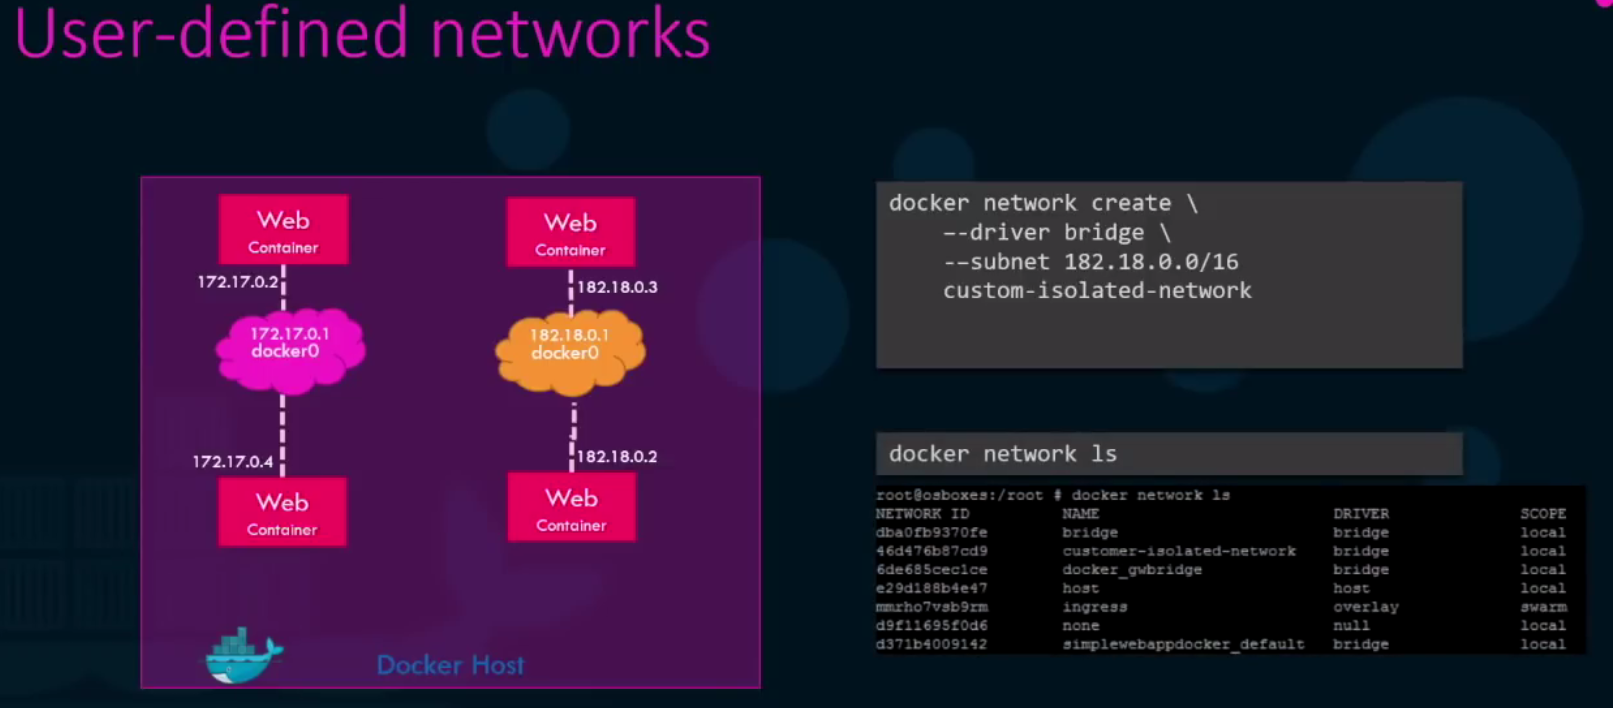 User-defined networks
Web
Container
172.17.0.2
172.17.0.1
docker0
172.17.0.4
Web
Container
Web
Container
182.18.0.3
182.18.0.1
docker0
182.18.0.2
Web
Container
Docker Host
docker network create \
--driver bridge \
--subnet 182.18.0.0/16
custom-isolated-network
docker network ls
root@osboxes:/root # docker network ls
NETWORK ID NAME DRIVER SCOPE
dba0fb9370fe bridge bridge local
46d476b87cd9 customer-isolated-network bridge local
6de685cec1ce docker_gwbridge bridge local
e29d188b4e47 host host local
mmrho7vsb9rm ingress overlay swarm
d9f11695f0d6 none null local
d371b4009142 simplewebappdocker_default bridge local